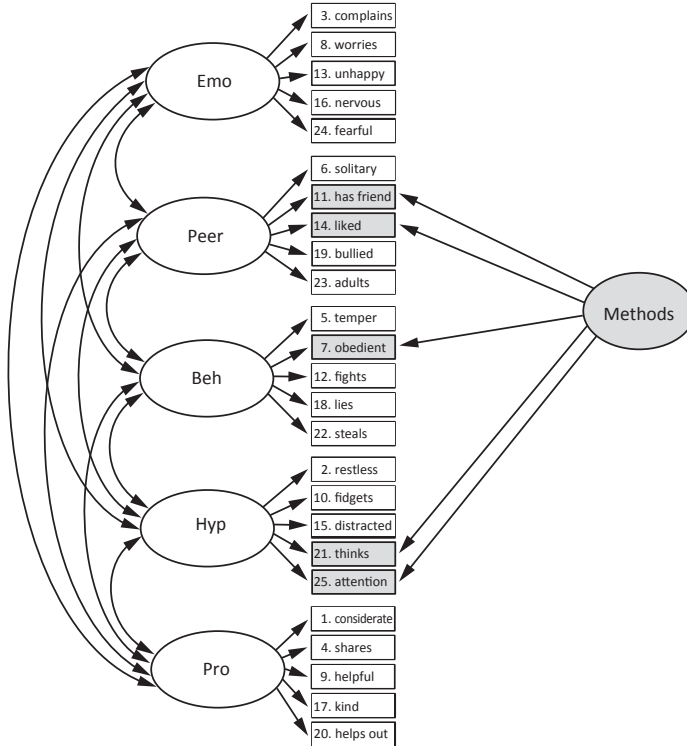 Emo
3. complains
8. worries
13. unhappy
16. nervous
24. fearful
Peer
6. solitary
11. has friend
14. liked
19. bullied
23. adults
Methods
Beh
5. temper
7. obedient
12. fights
18. lies
22. steals
Hyp
2. restless
10. fidgets
15. distracted
21. thinks
25. attention
Pro
1. considerate
4. shares
9. helpful
17. kind
20. helps out